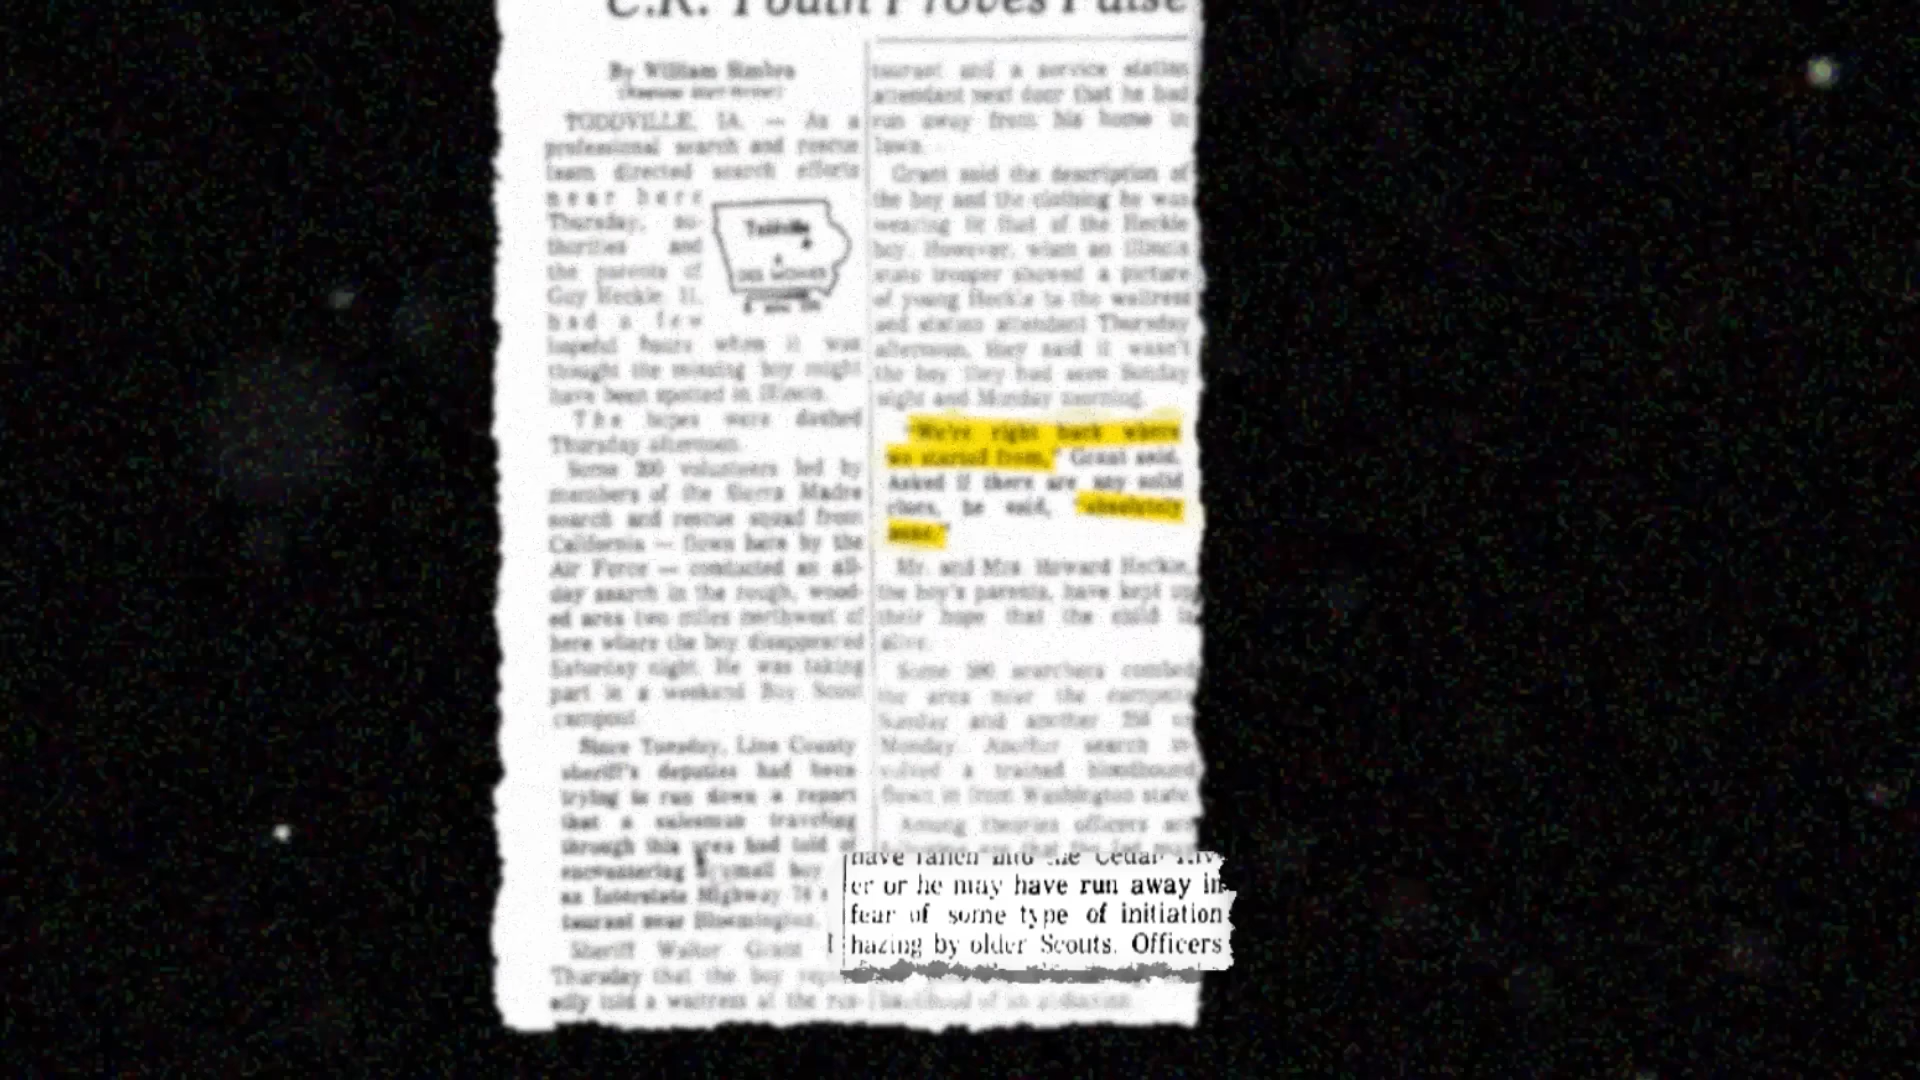 C.R. Youth Proves False
By William Simbro
TODDVILLE, IA. — As a
professional search and rescue
team directed search efforts
near here
Thursday, au-
thorities and
the parents of
Guy Heckle, 11,
had a few
hopeful hours when it was
thought the missing boy might
have been spotted in Illinois.
The hopes were dashed
Thursday afternoon.
Some 200 volunteers led by
members of the Sierra Madre
search and rescue squad from
California — flown here by the
Air Force — conducted an all-
day search in the rough, wood-
ed area two miles northwest of
here where the boy disappeared
Saturday night. He was taking
part in a weekend Boy Scout
campout.
Since Tuesday, Linn County
sheriff's deputies had been
trying to run down a report
that a salesman traveling
through this area had told of
encountering a small boy
an Interstate Highway 74
taurant near Bloomington,
Sheriff Walter Grant
Thursday that the boy
edly told a waitress at the res-
Toddville
DES MOINES
taurant and a service station
attendant next door that he had
run away from his home in
Iowa.
Grant said the description of
the boy and the clothing he was
wearing fit that of the Heckle
boy. However, when an Illinois
state trooper showed a picture
of young Heckle to the waitress
and station attendant Thursday
afternoon, they said it wasn't
the boy they had seen Sunday
night and Monday morning.
"We're right back where
we started from," Grant said.
Asked if there are any solid
clues, he said, "absolutely
none."
Mr. and Mrs. Howard Heckle,
the boy's parents, have kept up
their hope that the child is
alive.
Some 500 searchers combed
the area near the campsite
Sunday and another 250 on
Monday. Another search in-
volved a trained bloodhound
flown in from Washington state.
Among theories officers are
have fallen into the Cedar Riv-
er or he may have run away in
fear of some type of initiation
hazing by older Scouts. Officers
likelihood of an abduction.